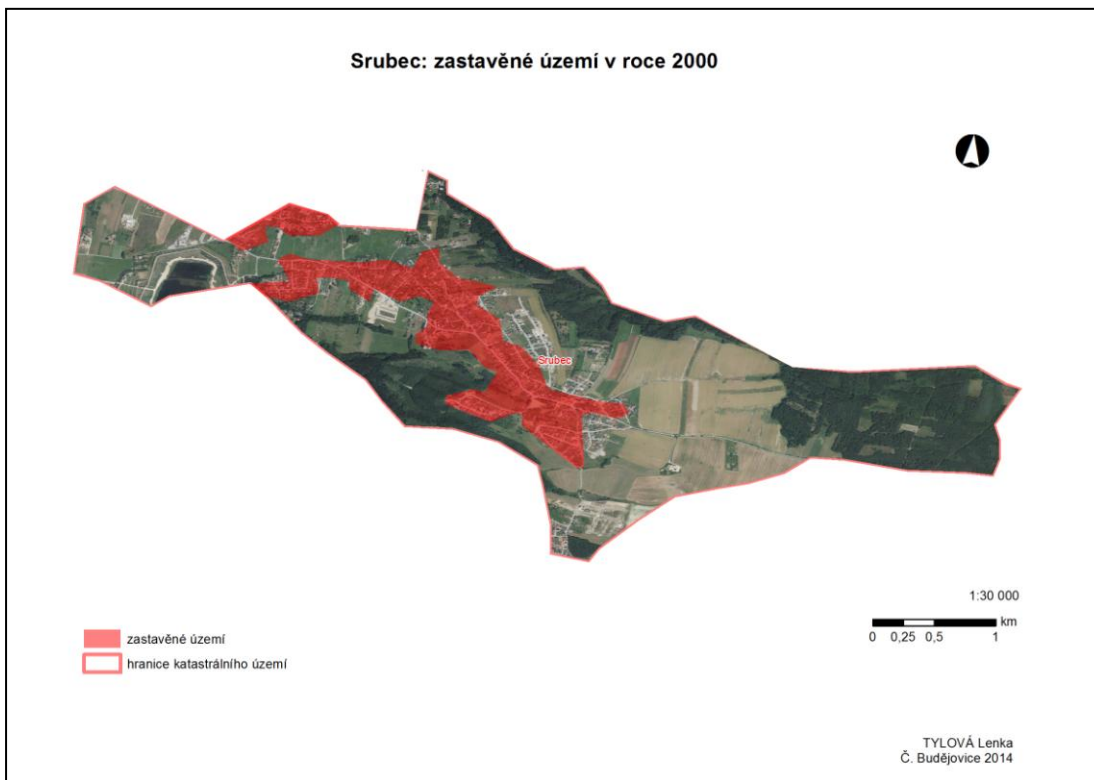 Srubec: zastavěné území v roce 2000
Srubec
1:30 000
km
0 0,25 0,5 1
zastavěné území
hranice katastrálního území
TYLOVÁ Lenka
Č. Budějovice 2014